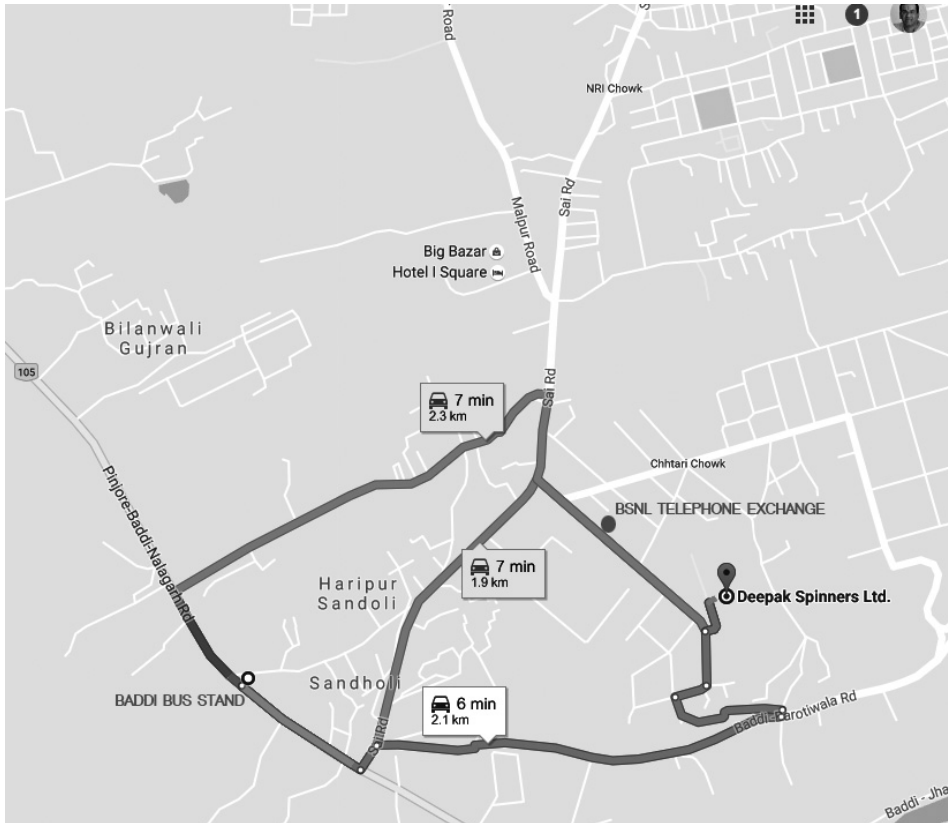 Road
S
1
NRI Chowk
Sai Rd
Malpur Road
Big Bazar
Hotel I Square
Bilanwali
Gujran
105
7 min
2.3 km
Sai Rd
Chhtari Chowk
Pinjore-Baddi-Nalagarh Rd
BSNL TELEPHONE EXCHANGE
7 min
1.9 km
Haripur
Sandoli
Deepak Spinners Ltd.
Sandholi
BADDI BUS STAND
6 min
2.1 km
Sai Rd
Baddi-Barotiwala Rd
Baddi - Jha